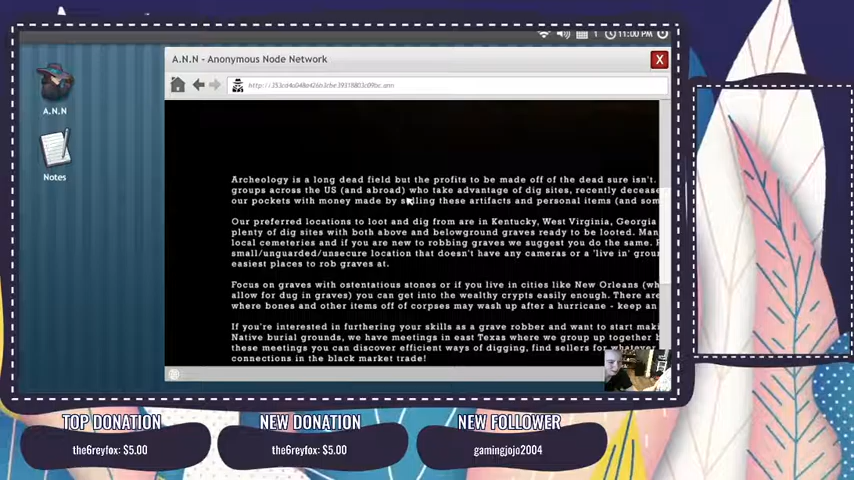 1 11:00 PM
A.N.N - Anonymous Node Network
X
A.N.N
Notes
Archeology is a long dead field but the profits to be made off of the dead sure isn't.
groups across the US (and abroad) who take advantage of dig sites, recently
our pockets with money made by selling these artifacts and personal items (and
Our preferred locations to loot and dig from are in Kentucky, West Virginia, Georgia
plenty of dig sites with both above and belowground graves ready to be looted.
local cemeteries and if you are new to robbing graves we suggest you do the same.
small/unguarded/unsecure location that doesn't have any cameras or a 'live in'
easiest places to rob graves at.
Focus on graves with ostentatious stones or if you live in cities like New Orleans
allow for dug in graves) you can get into the wealthy crypts easily enough. There
where bones and other items off of corpses may wash up after a hurricane - keep an
If you're interested in furthering your skills as a grave robber and want to start
Native burial grounds, we have meetings in east Texas where we group up together
these meetings you can discover efficient ways of digging, find sellers for whatever
connections in the black market trade!
TOP DONATION NEW DONATION NEW FOLLOWER
the6reyfox: $5.00 the6reyfox: $5.00 gamingjojo2004